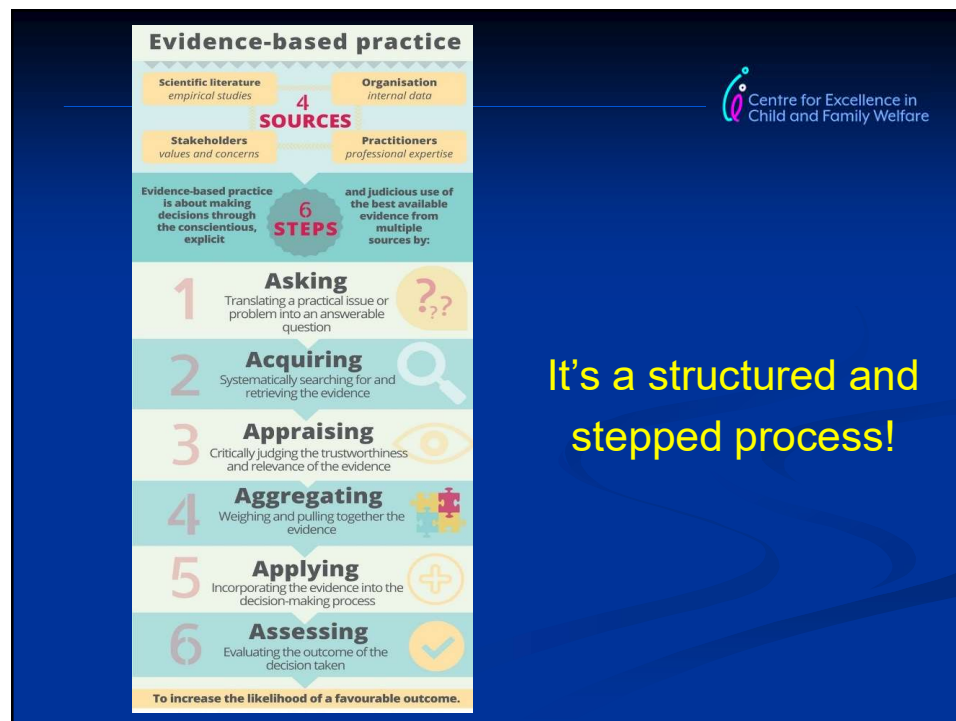 Evidence-based practice
Scientific literature
empirical studies
Organisation
internal data
4
SOURCES
Stakeholders
values and concerns
Practitioners
professional expertise
Evidence-based practice
is about making
decisions through
the conscientious,
explicit
6
STEPS
and judicious use of
the best available
evidence from
multiple
sources by:
1
Asking
Translating a practical issue or
problem into an answerable
question
???
2
Acquiring
Systematically searching for and
retrieving the evidence
3
Appraising
Critically judging the trustworthiness
and relevance of the evidence
4
Aggregating
Weighing and pulling together the
evidence
5
Applying
Incorporating the evidence into the
decision-making process
6
Assessing
Evaluating the outcome of the
decision taken
To increase the likelihood of a favourable outcome.
Centre for Excellence in
Child and Family Welfare
It’s a structured and
stepped process!